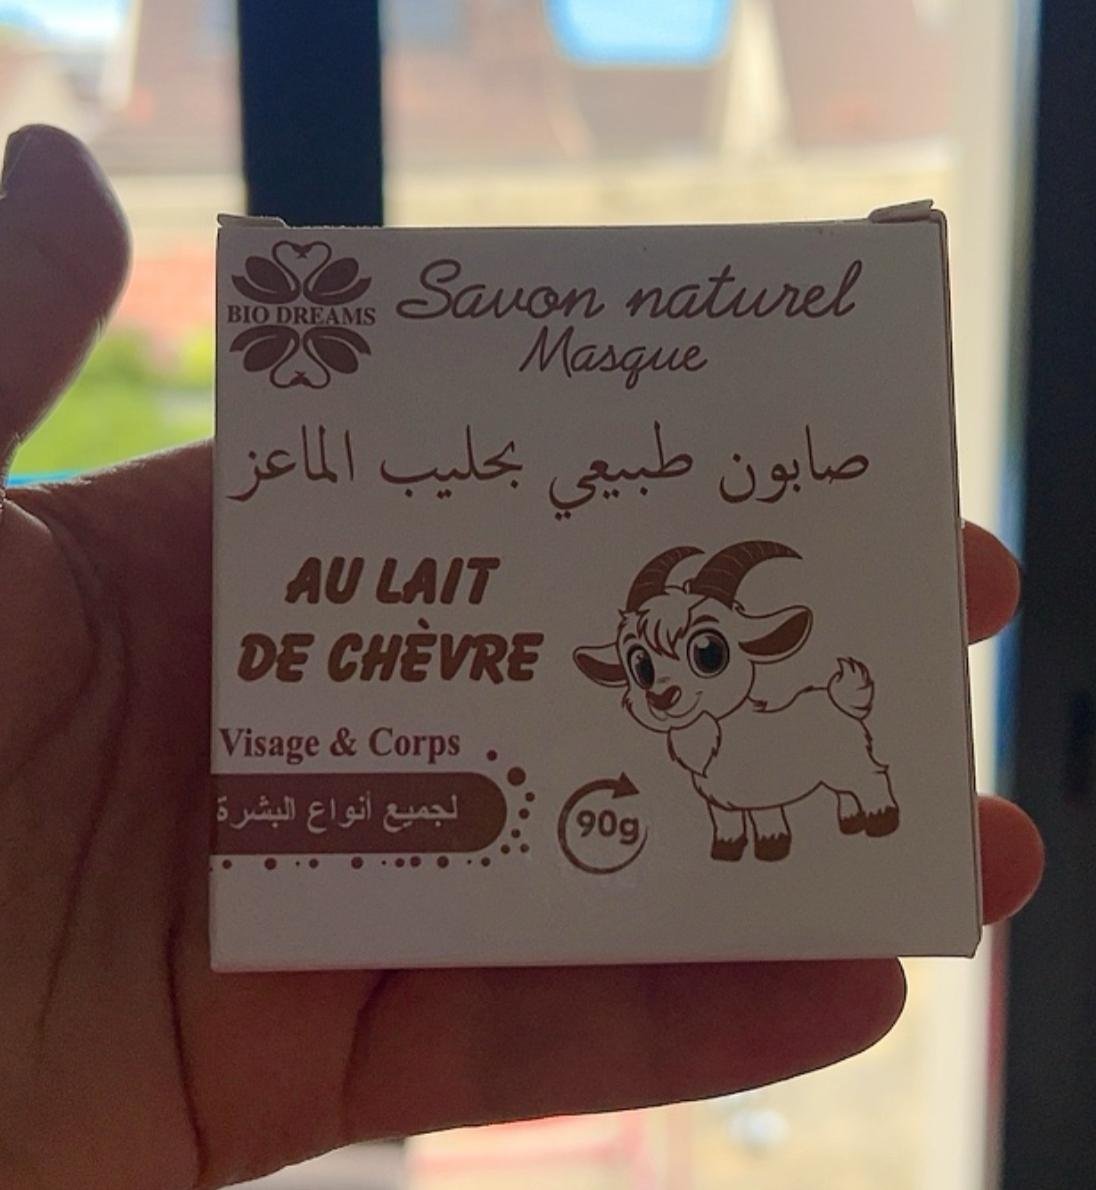 BIO DREAMS
Savon naturel
Masque
صابون طبيعي بحليب الماعز
AU LAIT
DE CHÈVRE
Visage & Corps
لجميع أنواع البشرة
90g